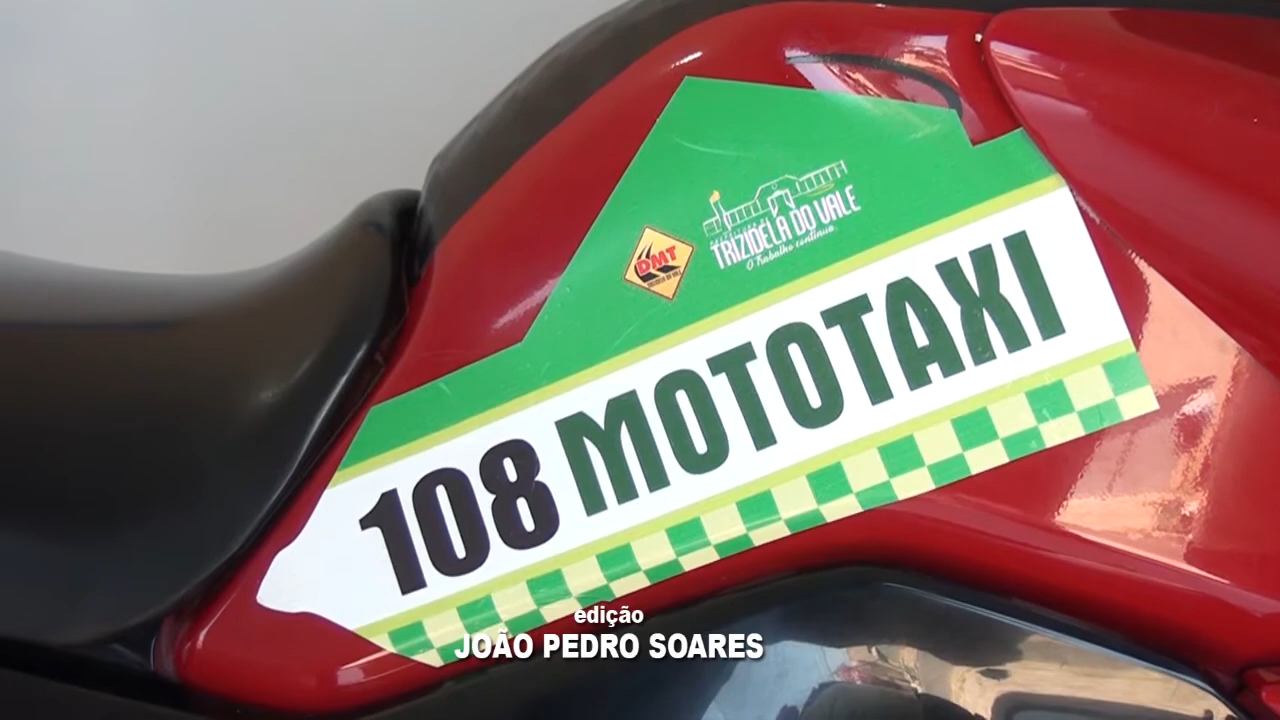 TRIZIDELA DO VALE
O Trabalho continua
DMT
108 MOTOTAXI
edição
JOÃO PEDRO SOARES